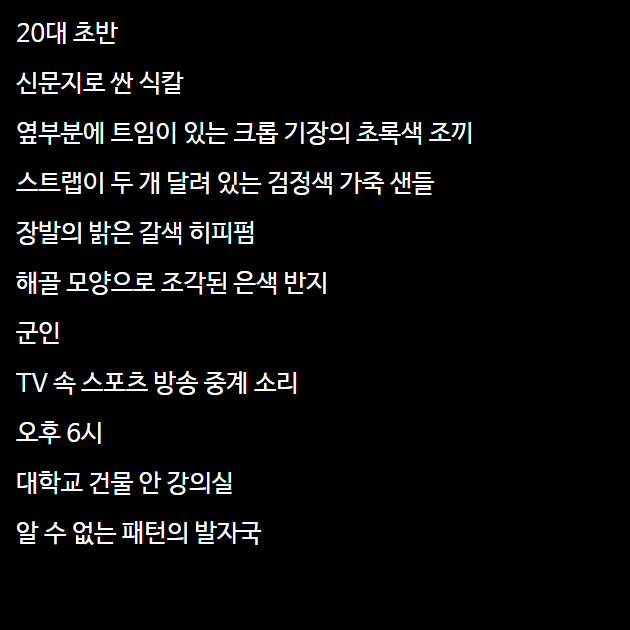 20대 초반
신문지로 싼 식칼
옆부분에 트임이 있는 크롭 기장의 초록색 조끼
스트랩이 두 개 달려 있는 검정색 가죽 샌들
장발의 밝은 갈색 히피펌
해골 모양으로 조각된 은색 반지
군인
TV 속 스포츠 방송 중계 소리
오후 6시
대학교 건물 안 강의실
알 수 없는 패턴의 발자국